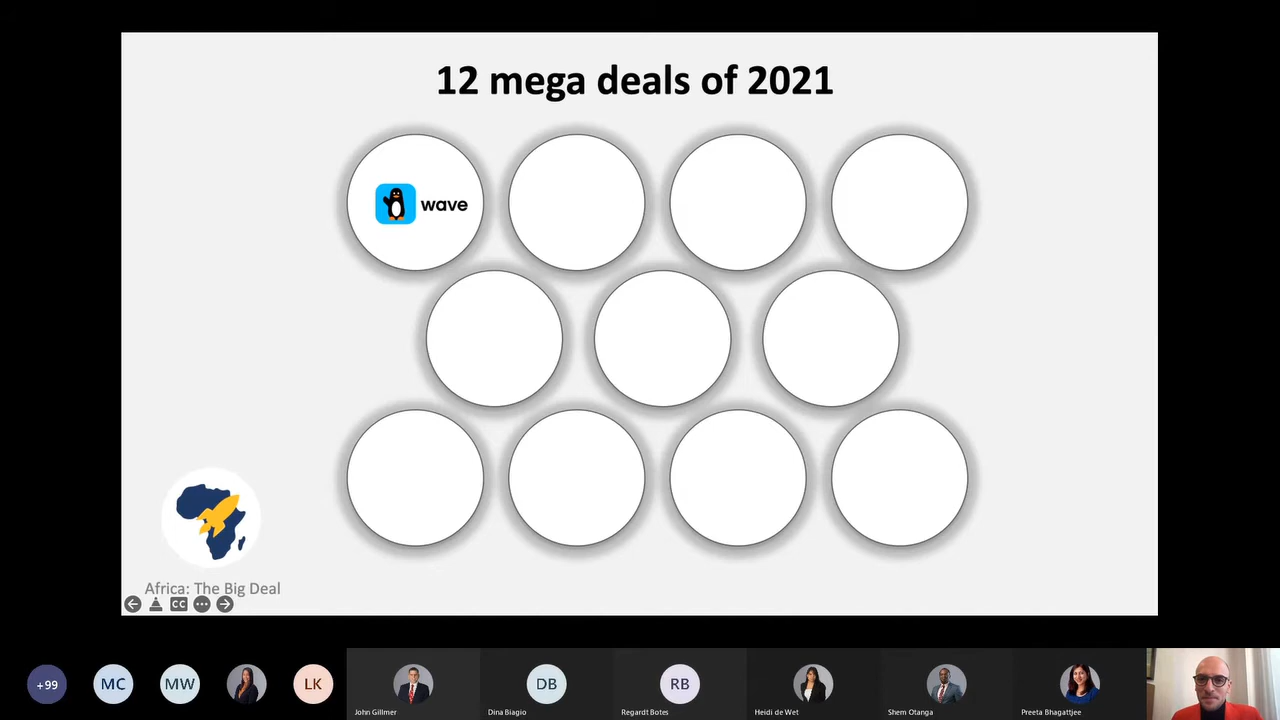 12 mega deals of 2021
wave
Africa: The Big Deal
CC
+99
MC
MW
LK
DB
RB
John Gillmer
Dina Biagio
Regardt Botes
Heidi de Wet
Shem Otanga
Preeta Bhagattjee